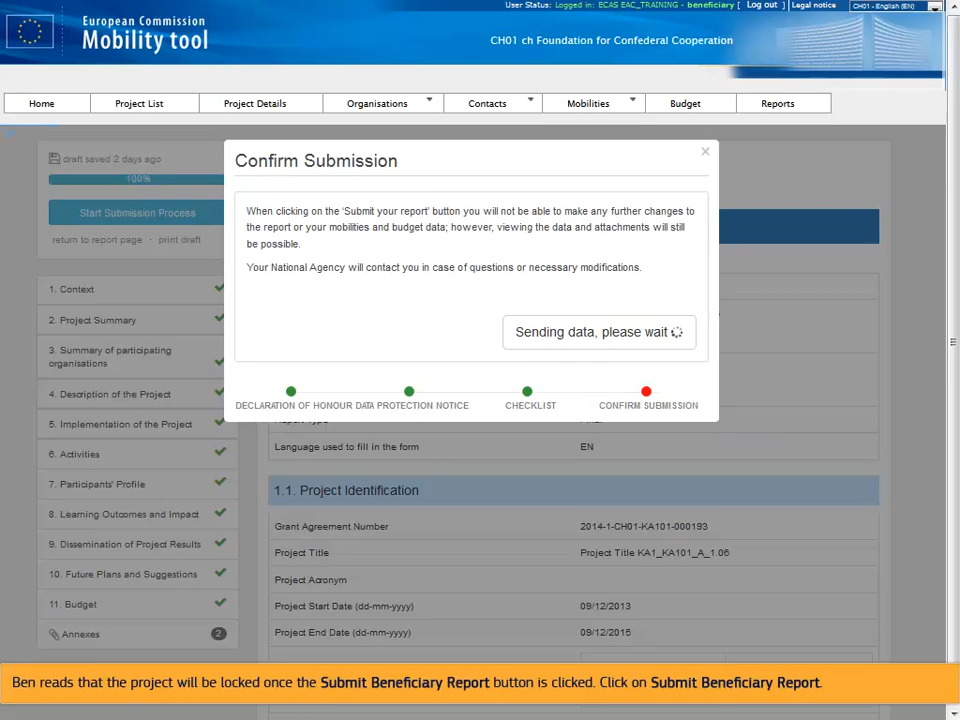 User Status: Logged in: ECAS EAC_TRAINING - beneficiary [ Log out ] Legal notice CH01 - English (EN)
European Commission
Mobility tool
CH01 ch Foundation for Confederal Cooperation
Home Project List Project Details Organisations Contacts Mobilities Budget Reports
draft saved 2 days ago
100%
Start Submission Process
return to report page · print draft
1. Context
2. Project Summary
3. Summary of participating
organisations
4. Description of the Project
5. Implementation of the Project
6. Activities
7. Participants' Profile
8. Learning Outcomes and Impact
9. Dissemination of Project Results
10. Future Plans and Suggestions
11. Budget
Annexes 2
Confirm Submission ×
When clicking on the 'Submit your report' button you will not be able to make any further changes to
the report or your mobilities and budget data; however, viewing the data and attachments will still
be possible.
Your National Agency will contact you in case of questions or necessary modifications.
Sending data, please wait
DECLARATION OF HONOUR DATA PROTECTION NOTICE CHECKLIST CONFIRM SUBMISSION
Language used to fill in the form EN
1.1. Project Identification
Grant Agreement Number 2014-1-CH01-KA101-000193
Project Title Project Title KA1_KA101_A_1.06
Project Acronym
Project Start Date (dd-mm-yyyy) 09/12/2013
Project End Date (dd-mm-yyyy) 09/12/2015
Ben reads that the project will be locked once the Submit Beneficiary Report button is clicked. Click on Submit Beneficiary Report.